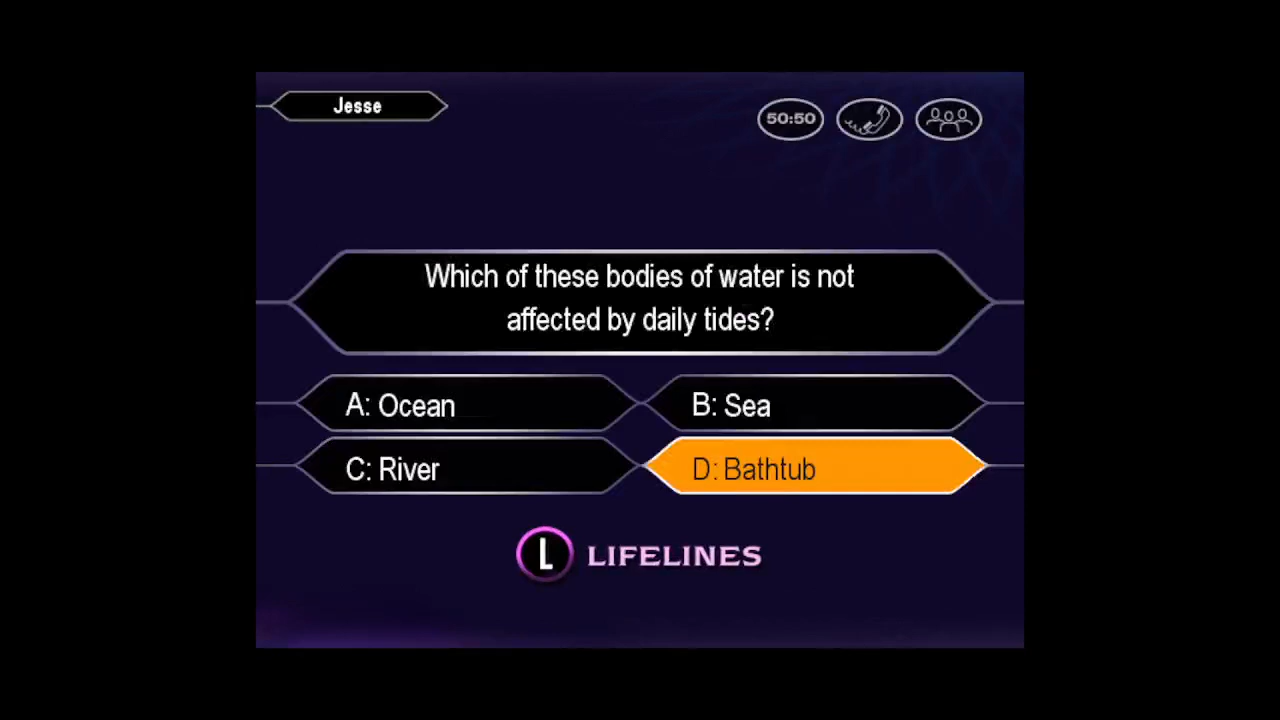 Jesse
50:50
Which of these bodies of water is not
affected by daily tides?
A: Ocean
B: Sea
C: River
D: Bathtub
L LIFELINES